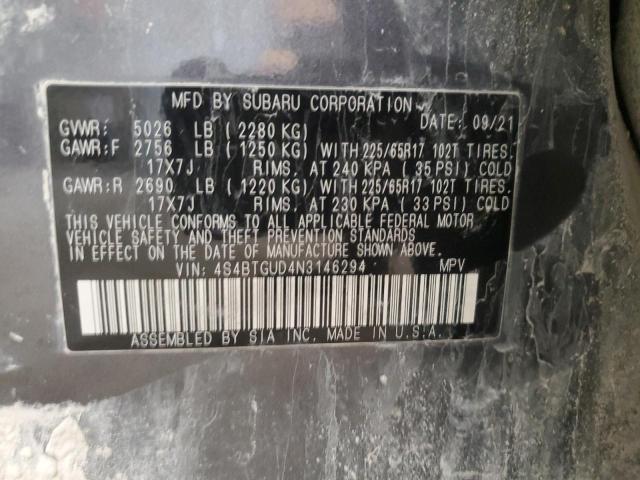 MFD BY SUBARU CORPORATION
GVWR: 5026 LB (2280 KG) DATE: 09/21
GAWR:F 2756 LB (1250 KG) WITH 225/65R17 102T TIRES.
17X7J RIMS, AT 240 KPA (35 PSI) COLD
GAWR:R 2690 LB (1220 KG) WITH 225/65R17 102T TIRES.
17X7J RIMS, AT 230 KPA (33 PSI) COLD
THIS VEHICLE CONFORMS TO ALL APPLICABLE FEDERAL MOTOR
VEHICLE SAFETY AND THEFT PREVENTION STANDARDS
IN EFFECT ON THE DATE OF MANUFACTURE SHOWN ABOVE.
VIN: 4S4BTGUD4N3146294 MPV
ASSEMBLED BY SIA INC, MADE IN U.S.A.